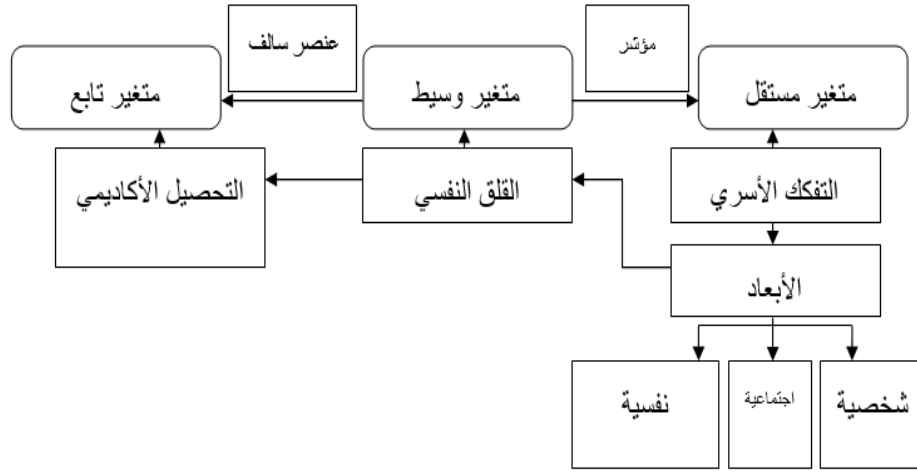 مؤشر
عنصر سالف
متغير مستقل
متغير وسيط
متغير تابع
التفكك الأسري
القلق النفسي
التحصيل الأكاديمي
الأبعاد
شخصية
اجتماعية
نفسية